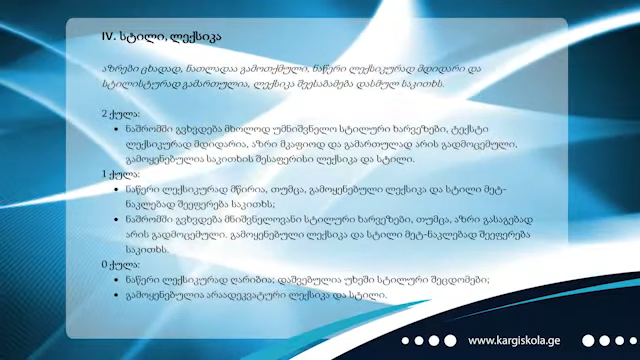 IV. სტილი, ლექსიკა
აზრები ცხადად, ნათლადაა გამოთქმული, ნაწერი ლექსიკურად მდიდარი და
სტილისტურად გამართულია, ლექსიკა შეესაბამება დასმულ საკითხს.
2 ქულა:
• ნაშრომში გვხვდება მხოლოდ უმნიშვნელო სტილური ხარვეზები, ტექსტი
ლექსიკურად მდიდარია, აზრი მკაფიოდ და გამართულად არის გადმოცემული,
გამოყენებულია საკითხის შესაფერისი ლექსიკა და სტილი.
1 ქულა:
• ნაწერი ლექსიკურად მწირია, თუმცა, გამოყენებული ლექსიკა და სტილი მეტ-
ნაკლებად შეეფერება საკითხს;
• ნაშრომში გვხვდება მნიშვნელოვანი სტილური ხარვეზები, თუმცა, აზრი გასაგებად
არის გადმოცემული. გამოყენებული ლექსიკა და სტილი მეტ-ნაკლებად შეეფერება
საკითხს.
0 ქულა:
• ნაწერი ლექსიკურად ღარიბია; დაშვებულია უხეში სტილური შეცდომები;
• გამოყენებულია არაადეკვატური ლექსიკა და სტილი.
www.kargiskola.ge